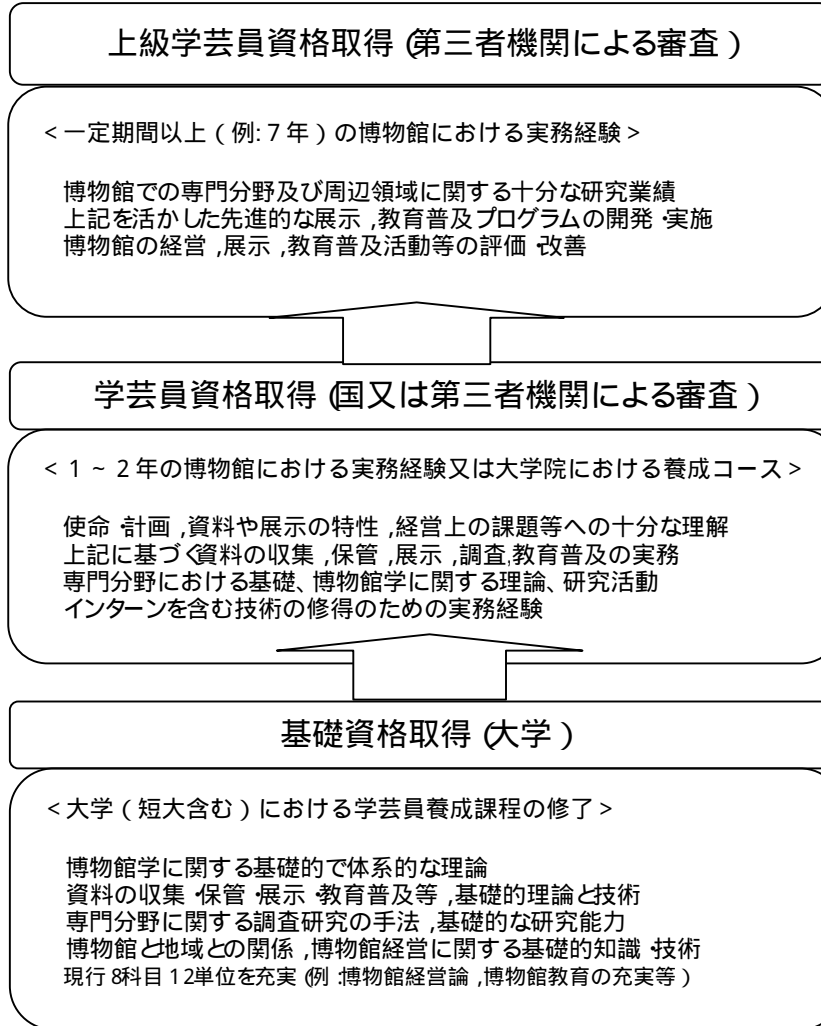 上級学芸員資格取得（第三者機関による審査）
<一定期間以上（例:7年）の博物館における実務経験>
博物館での専門分野及び周辺領域に関する十分な研究業績
上記を活かした先進的な展示,教育普及プログラムの開発・実施
博物館の経営,展示,教育普及活動等の評価・改善
学芸員資格取得（国又は第三者機関による審査）
<1~2年の博物館における実務経験又は大学院における養成コース>
使命・計画,資料や展示の特性,経営上の課題等への十分な理解
上記に基づく資料の収集,保管,展示,調査,教育普及の実務
専門分野における基礎、博物館学に関する理論、研究活動
インターンを含む技術の修得のための実務経験
基礎資格取得（大学）
<大学（短大含む）における学芸員養成課程の修了>
博物館学に関する基礎的で体系的な理論
資料の収集・保管・展示・教育普及等,基礎的理論と技術
専門分野に関する調査研究の手法,基礎的な研究能力
博物館と地域との関係,博物館経営に関する基礎的知識・技術
現行8科目12単位を充実（例:博物館経営論,博物館教育の充実等）